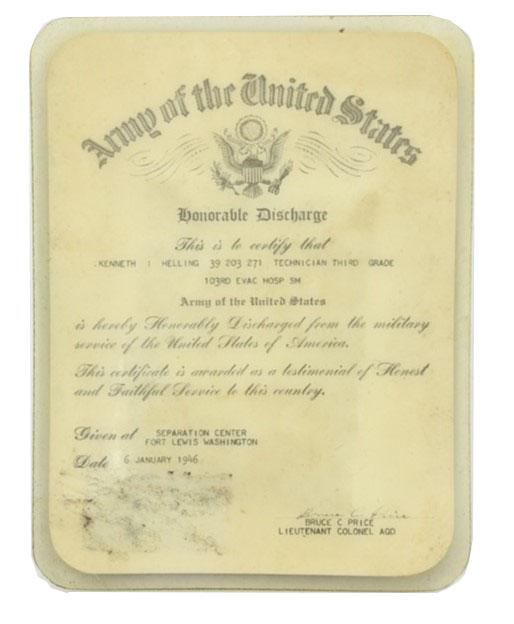 Army of the United States
Honorable Discharge
This is to certify that
KENNETH I HELLING 39 203 271 TECHNICIAN THIRD GRADE
103RD EVAC HOSP SM
Army of the United States
is hereby Honorably Discharged from the military
service of the United States of America.
This certificate is awarded as a testimonial of Honest
and Faithful Service to this country.
Given at SEPARATION CENTER
FORT LEWIS WASHINGTON
Date 6 JANUARY 1946
Bruce C Price
BRUCE C PRICE
LIEUTENANT COLONEL AGD